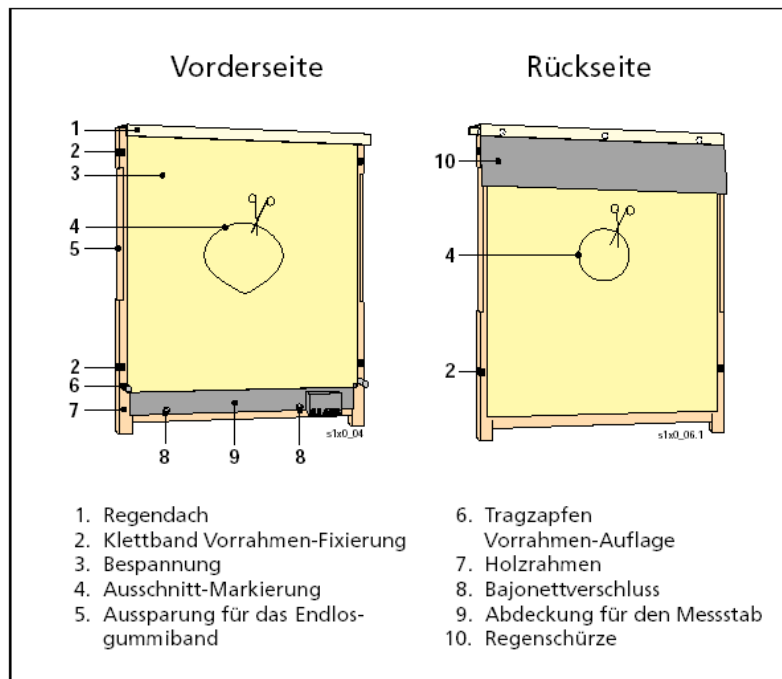 Vorderseite
Rückseite
1
2
3
4
5
2
6
7
8
9
8
s1x0_04
10
4
2
s1x0_06.1
1. Regendach
2. Klettband Vorrahmen-Fixierung
3. Bespannung
4. Ausschnitt-Markierung
5. Aussparung für das Endlos-
gummiband
6. Tragzapfen
Vorrahmen-Auflage
7. Holzrahmen
8. Bajonettverschluss
9. Abdeckung für den Messstab
10. Regenschürze